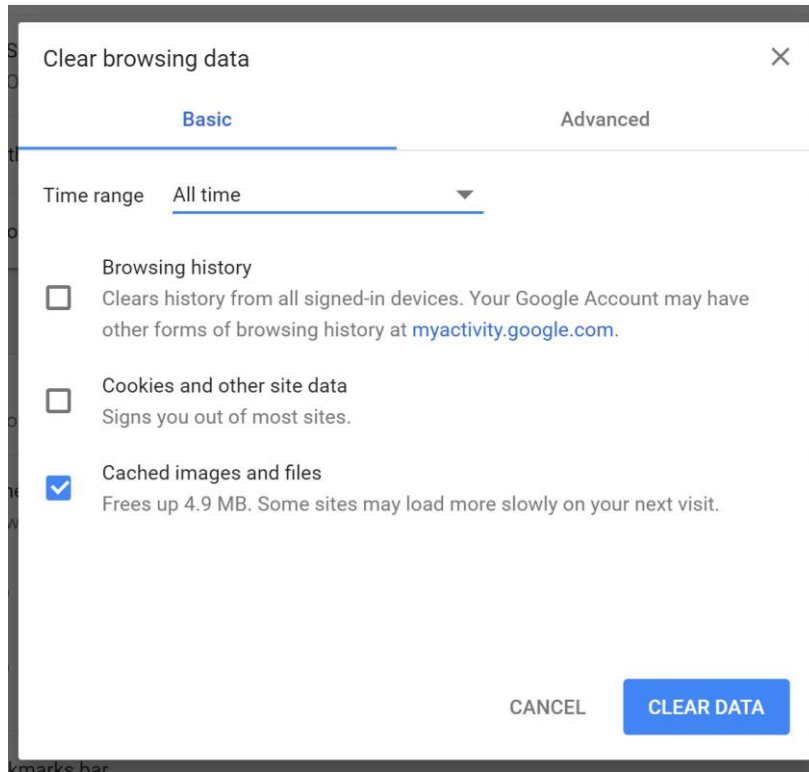 Clear browsing data
Basic
Advanced
Time range
All time
Browsing history
Clears history from all signed-in devices. Your Google Account may have
other forms of browsing history at myactivity.google.com.
Cookies and other site data
Signs you out of most sites.
Cached images and files
Frees up 4.9 MB. Some sites may load more slowly on your next visit.
CANCEL
CLEAR DATA
bar